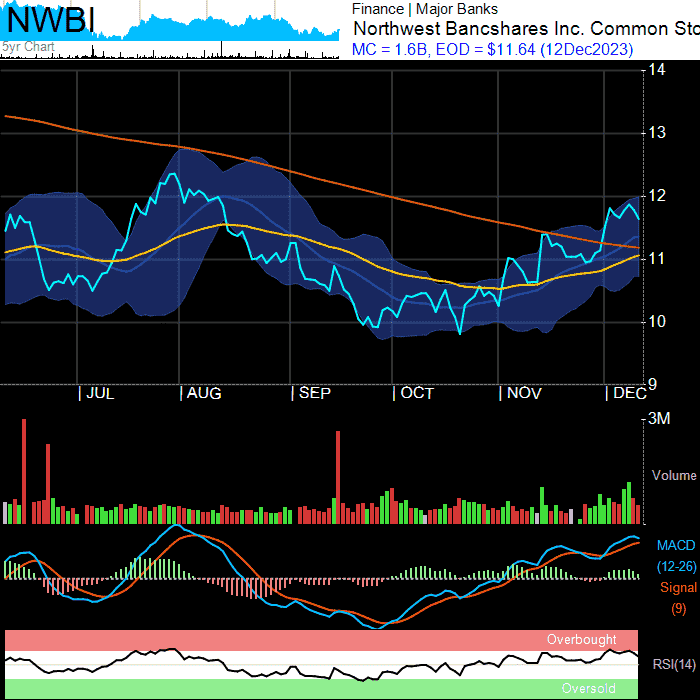 NWBI
5yr Chart
Finance | Major Banks
Northwest Bancshares Inc. Common Sto
MC = 1.6B, EOD = $11.64 (12Dec2023)
14
13
12
11
10
9
| JUL | AUG | SEP | OCT | NOV | DEC
3M
Volume
MACD
(12-26)
Signal
(9)
Overbought
RSI(14)
Oversold